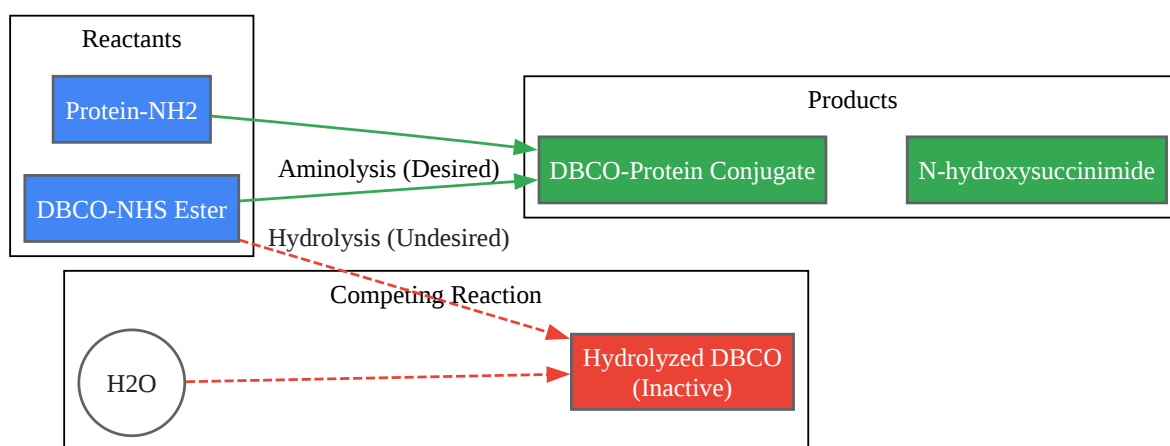 Reactants
Protein-NH2
DBCO-NHS Ester
Products
DBCO-Protein Conjugate
N-hydroxysuccinimide
Aminolysis (Desired)
Hydrolysis (Undesired)
Competing Reaction
H2O
Hydrolyzed DBCO
(Inactive)